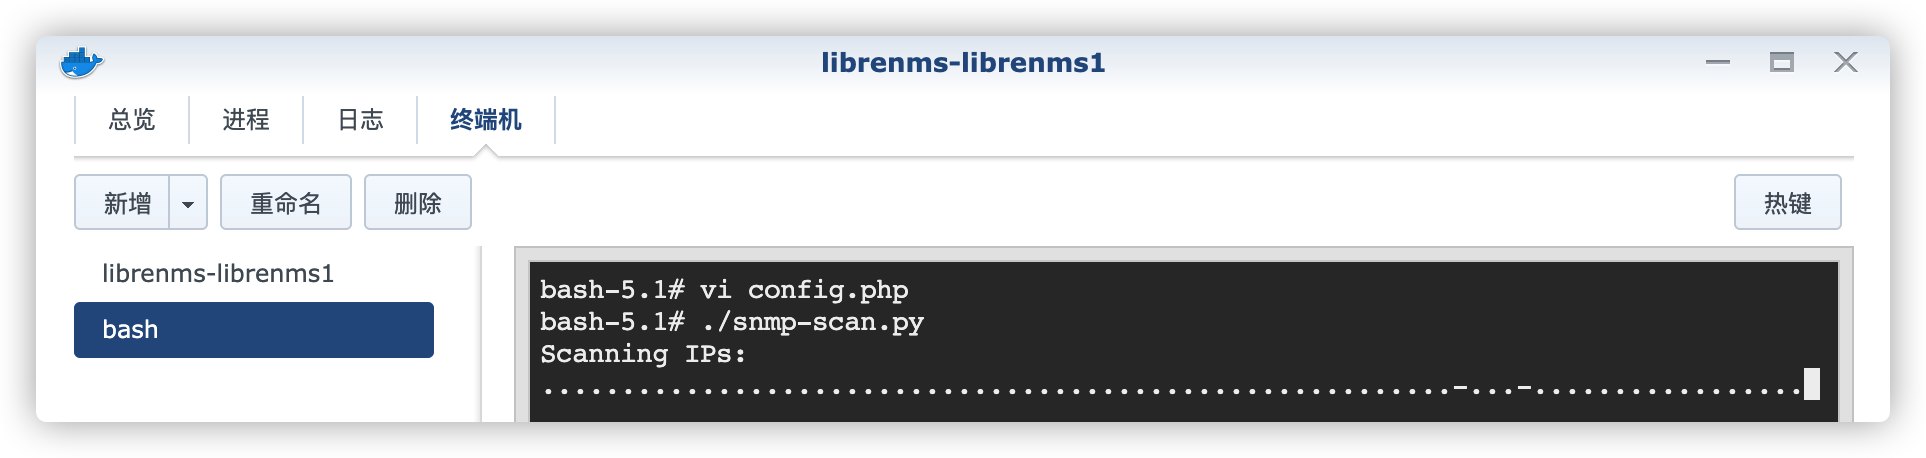 librenms-librenms1
总览 进程 日志 终端机
新增 重命名 删除 热键
librenms-librenms1
bash
bash-5.1# vi config.php
bash-5.1# ./snmp-scan.py
Scanning IPs:
.........................................................-...-.................